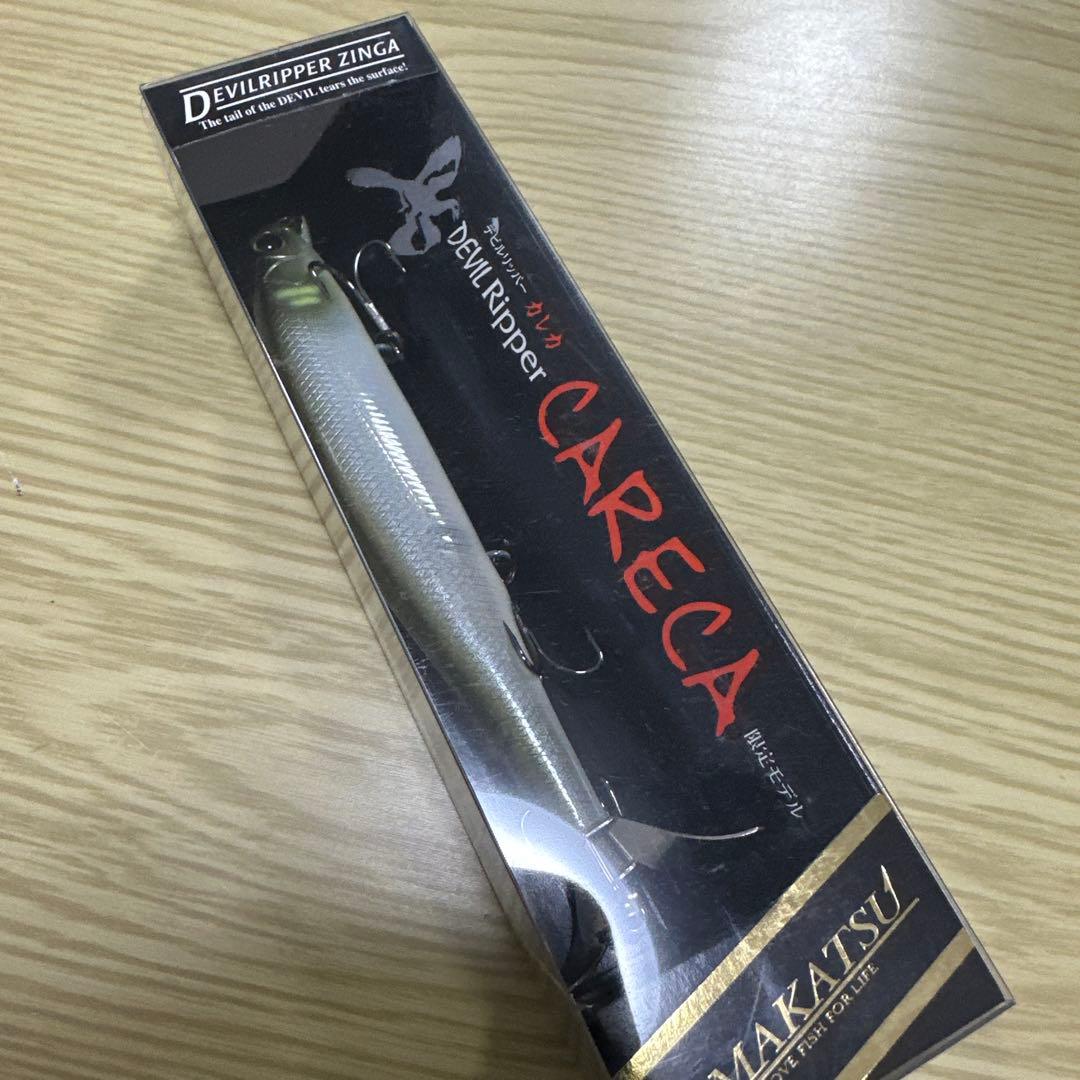 DEVILRIPPER ZINGA
The tail of the DEVIL tears the surface!
デビルリッパー カレカ
DEVIL Ripper
CARECA
限定モデル
MAKATSU
OVE FISH FOR LIFE